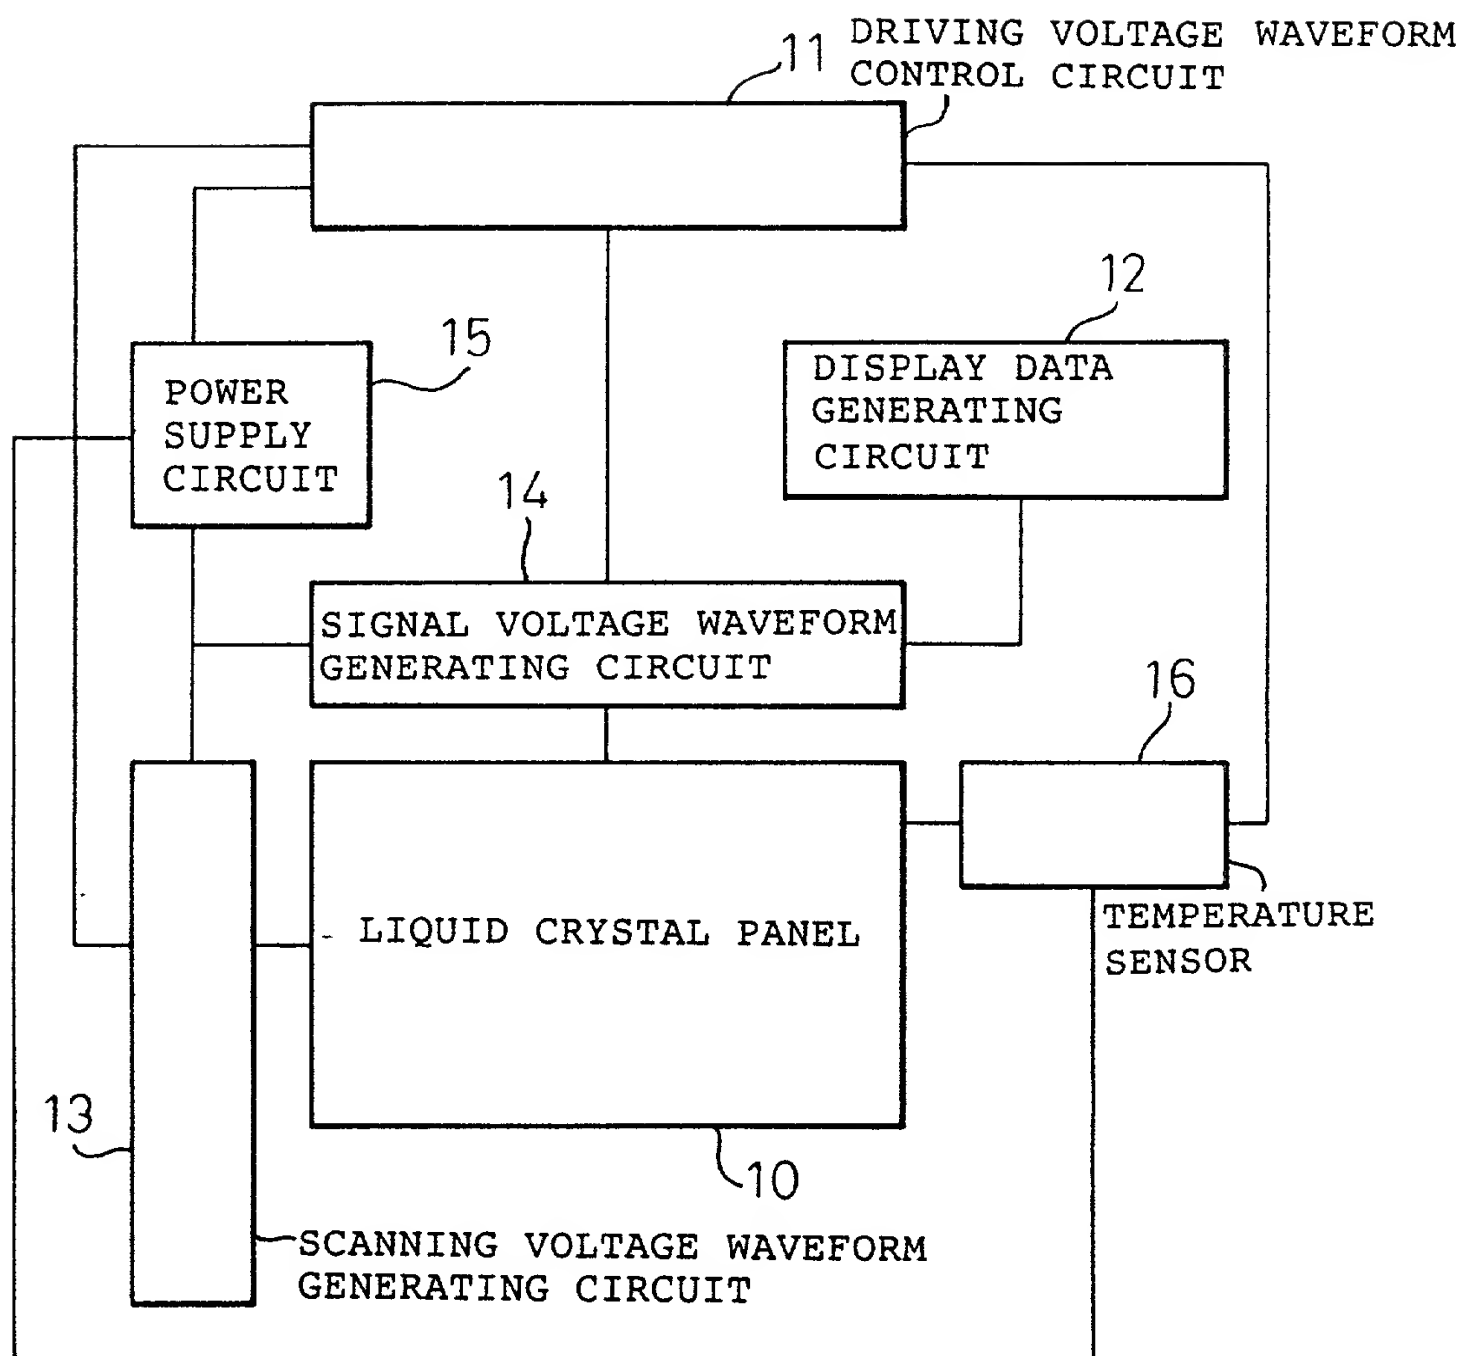 11
DRIVING VOLTAGE WAVEFORM
CONTROL CIRCUIT
12
15
DISPLAY DATA
GENERATING
CIRCUIT
POWER
SUPPLY
CIRCUIT
14
SIGNAL VOLTAGE WAVEFORM
GENERATING CIRCUIT
16
LIQUID CRYSTAL PANEL
TEMPERATURE
SENSOR
13
10
SCANNING VOLTAGE WAVEFORM
GENERATING CIRCUIT